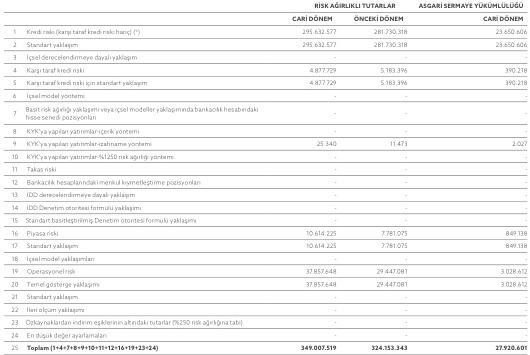 RİSK AĞIRLIKLI TUTARLAR ASGARİ SERMAYE YÜKÜMLÜLÜĞÜ
CARİ DÖNEM ÖNCEKİ DÖNEM CARİ DÖNEM
1 Kredi riski (karşı taraf kredi riski hariç) (*) 295.632.577 281.730.318 23.650.606
2 Standart yaklaşım 295.632.577 281.730.318 23.650.606
3 İçsel derecelendirmeye dayalı yaklaşım - - -
4 Karşı taraf kredi riski 4.877.729 5.183.396 390.218
5 Karşı taraf kredi riski için standart yaklaşım 4.877.729 5.183.396 390.218
6 İçsel model yöntemi - - -
7 Basit risk ağırlığı yaklaşımı veya içsel modeller yaklaşımında bankacılık hesabındaki
hisse senedi pozisyonları - - -
8 KYK'ya yapılan yatırımlar-içerik yöntemi - - -
9 KYK'ya yapılan yatırımlar-izahname yöntemi 25.340 11.473 2.027
10 KYK'ya yapılan yatırımlar-%1250 risk ağırlığı yöntemi - - -
11 Takas riski - - -
12 Bankacılık hesaplarındaki menkul kıymetleştirme pozisyonları - - -
13 İDD derecelendirmeye dayalı yaklaşım - - -
14 İDD Denetim otoritesi formülü yaklaşımı - - -
15 Standart basitleştirilmiş Denetim otoritesi formülü yaklaşımı - - -
16 Piyasa riski 10.614.225 7.781.075 849.138
17 Standart yaklaşım 10.614.225 7.781.075 849.138
18 İçsel model yaklaşımları - - -
19 Operasyonel risk 37.857.648 29.447.081 3.028.612
20 Temel gösterge yaklaşımı 37.857.648 29.447.081 3.028.612
21 Standart yaklaşım - - -
22 İleri ölçüm yaklaşımı - - -
23 Özkaynaklardan indirim eşiklerinin altındaki tutarlar (%250 risk ağırlığına tabi) - - -
24 En düşük değer ayarlamaları - - -
25 Toplam (1+4+7+8+9+10+11+12+16+19+23+24) 349.007.519 324.153.343 27.920.601